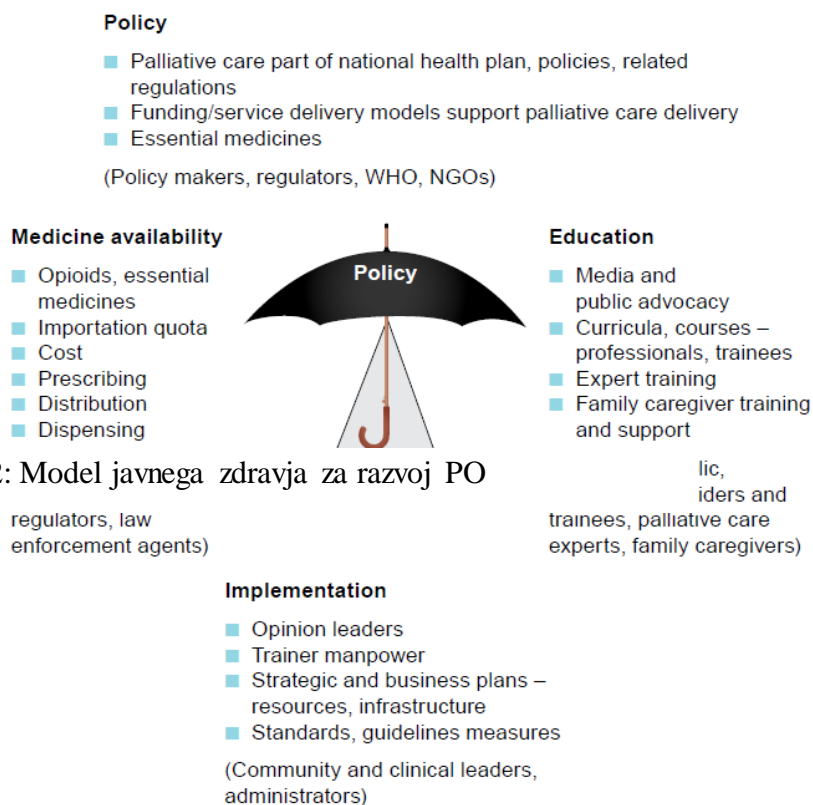 Policy
Palliative care part of national health plan, policies, related
regulations
Funding/service delivery models support palliative care delivery
Essential medicines
(Policy makers, regulators, WHO, NGOs)
Medicine availability
Opioids, essential
medicines
Importation quota
Cost
Prescribing
Distribution
Dispensing
Policy
Education
Media and
public advocacy
Curricula, courses –
professionals, trainees
Expert training
Family caregiver training
and support
: Model javnega zdravja za razvoj PO
regulators, law
enforcement agents)
lic,
iders and
trainees, palliative care
experts, family caregivers)
Implementation
Opinion leaders
Trainer manpower
Strategic and business plans –
resources, infrastructure
Standards, guidelines measures
(Community and clinical leaders,
administrators)